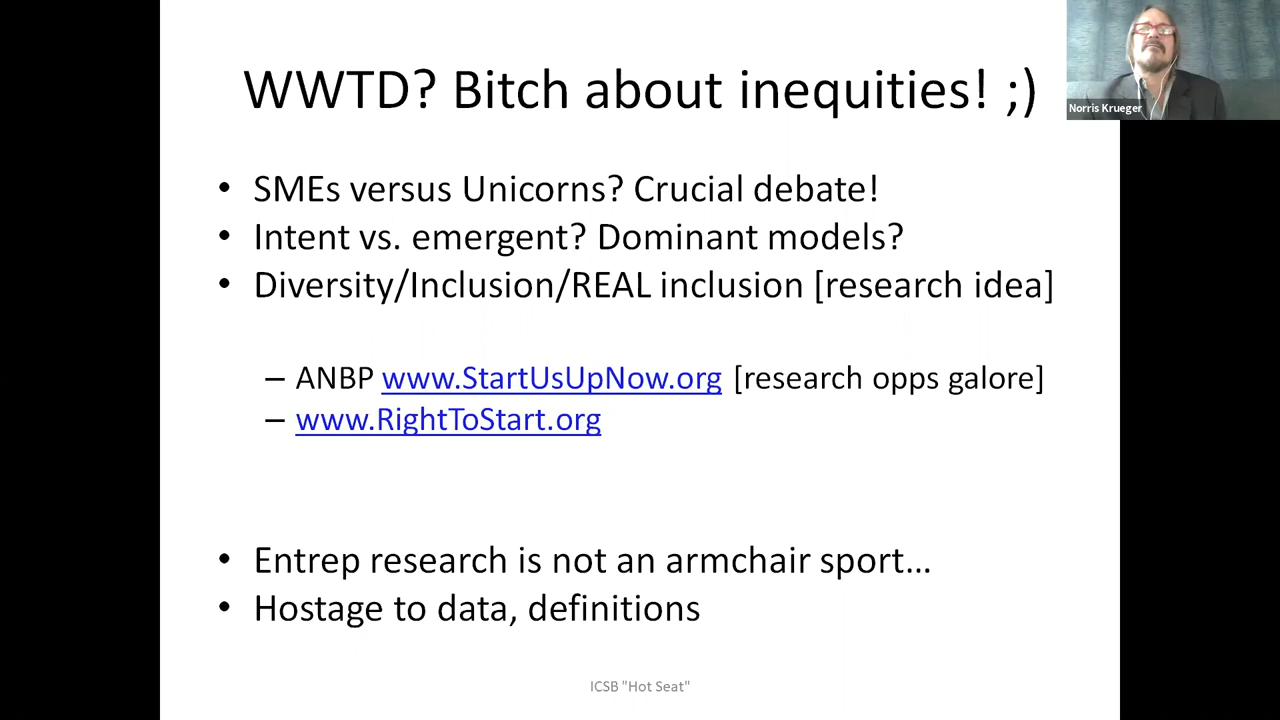 WWTD? Bitch about inequities! ;)
Norris Krueger
• SMEs versus Unicorns? Crucial debate!
• Intent vs. emergent? Dominant models?
• Diversity/Inclusion/REAL inclusion [research idea]
– ANBP www.StartUsUpNow.org [research opps galore]
– www.RightToStart.org
• Entrep research is not an armchair sport…
• Hostage to data, definitions
ICSB "Hot Seat"